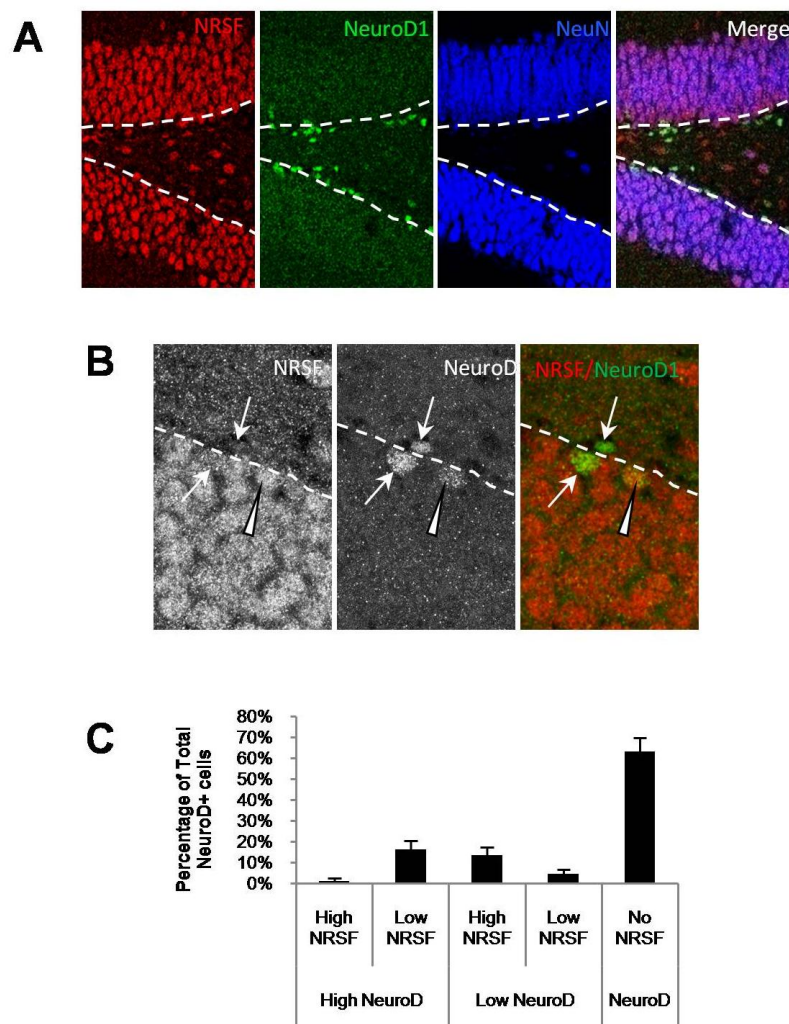 A
NRSF
NeuroD1
NeuN
Merge
B
NRSF
NeuroD
NRSF/NeuroD1
C
Percentage of Total
NeuroD+ cells
80%
70%
60%
50%
40%
30%
20%
10%
0%
High Low High Low No
NRSF NRSF NRSF NRSF NRSF
High NeuroD Low NeuroD NeuroD